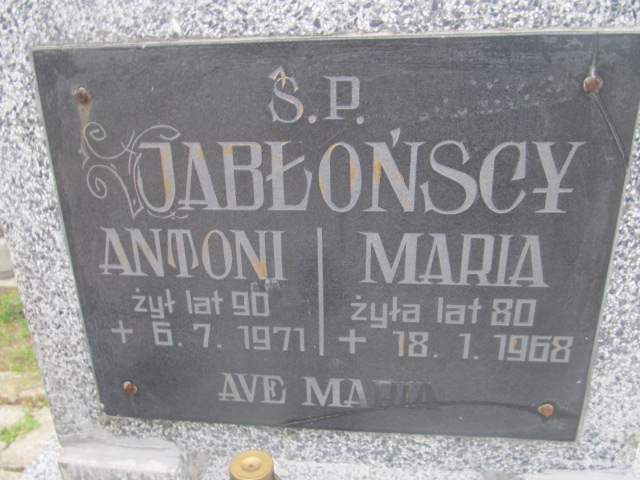 Ś.P.
JABŁOŃSCY
ANTONI MARIA
żył lat 90 żyła lat 80
+ 6. 7. 1971 + 18. 1. 1968
AVE MARIA